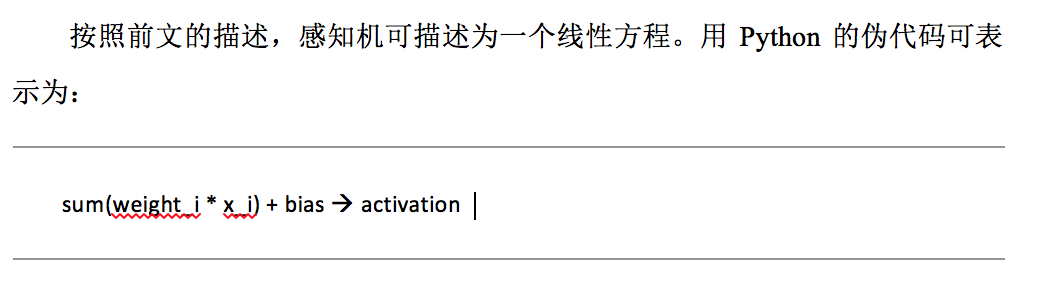 按照前文的描述，感知机可描述为一个线性方程。用 Python 的伪代码可表
示为：
sum(weight_i * x_i) + bias → activation